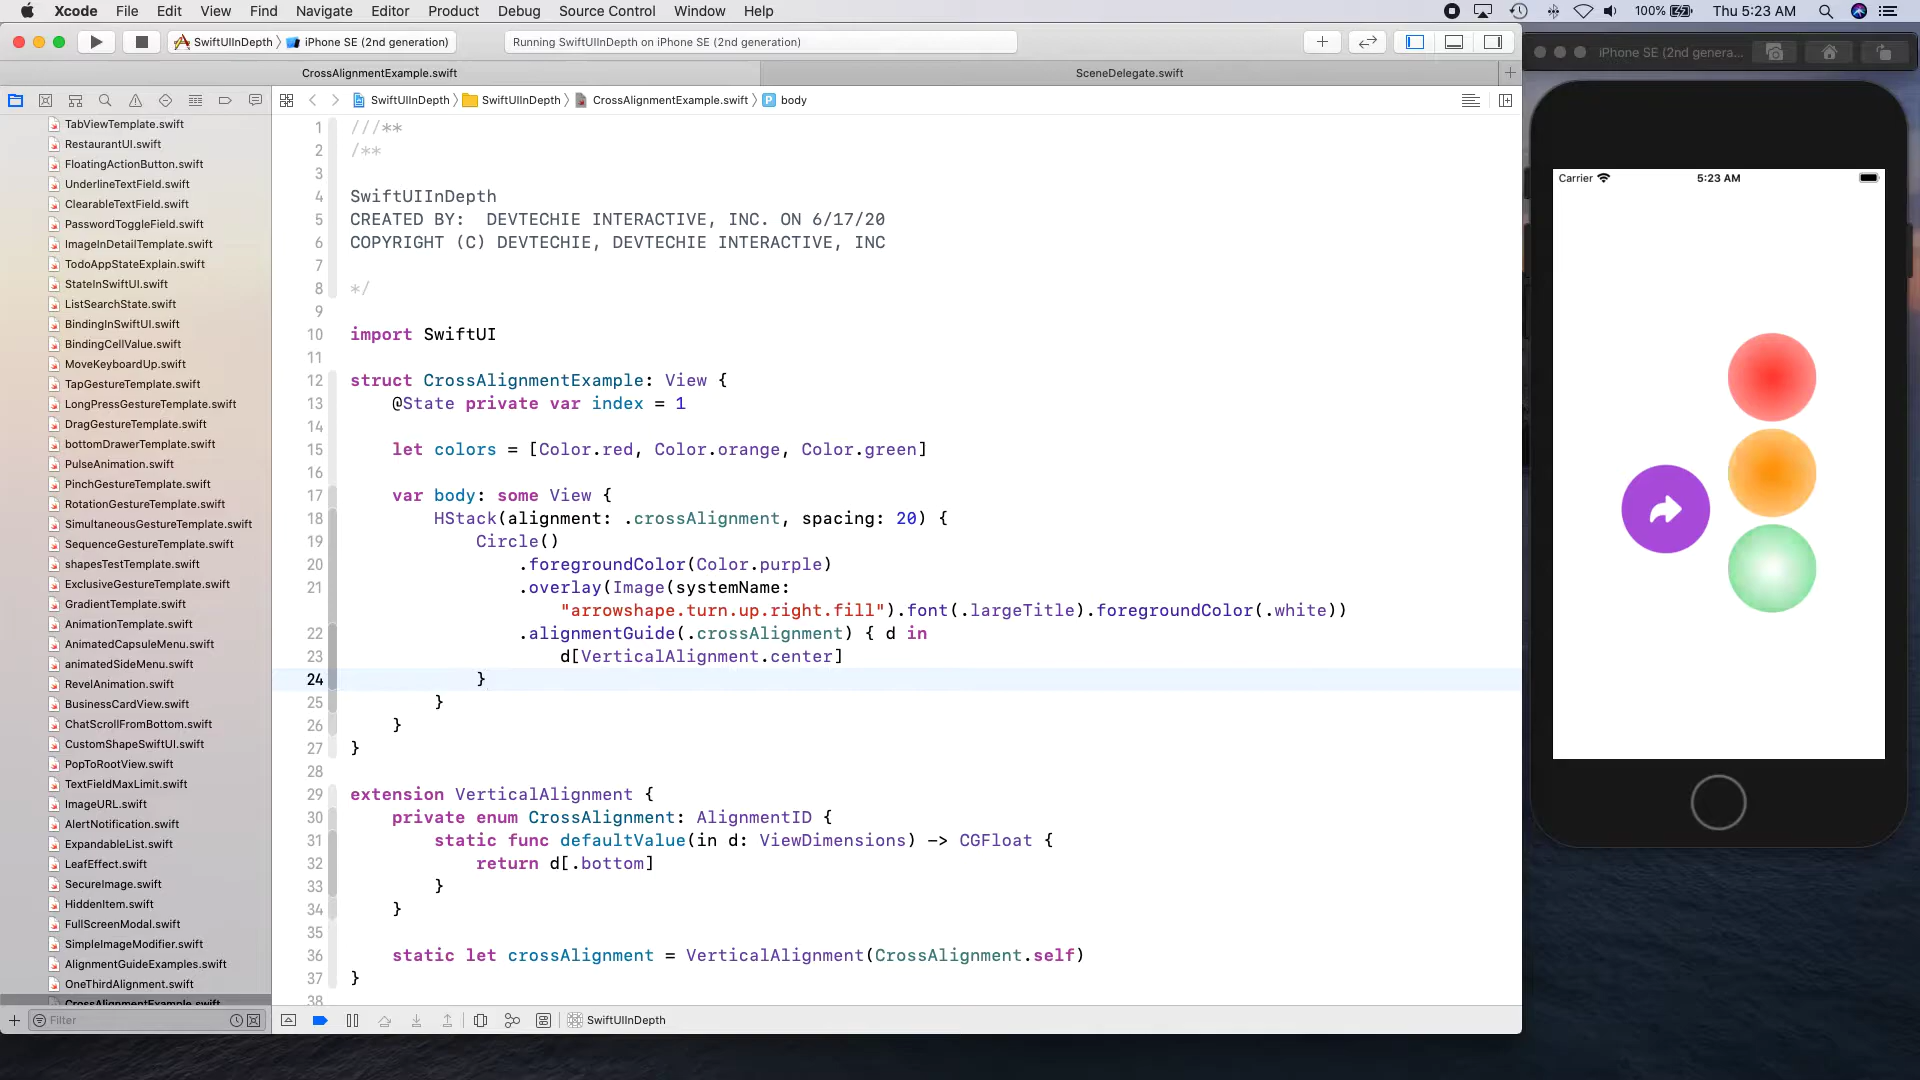 Xcode File Edit View Find Navigate Editor Product Debug Source Control Window Help 100% Thu 5:23 AM
SwiftUIInDepth iPhone SE (2nd generation) Running SwiftUIInDepth on iPhone SE (2nd generation)
iPhone SE (2nd genera...
CrossAlignmentExample.swift SceneDelegate.swift
SwiftUIInDepth SwiftUIInDepth CrossAlignmentExample.swift P body
TabViewTemplate.swift
RestaurantUI.swift
FloatingActionButton.swift
UnderlineTextField.swift
ClearableTextField.swift
PasswordToggleField.swift
ImageInDetailTemplate.swift
TodoAppStateExplain.swift
StateInSwiftUI.swift
ListSearchState.swift
BindingInSwiftUI.swift
BindingCellValue.swift
MoveKeyboardUp.swift
TapGestureTemplate.swift
LongPressGestureTemplate.swift
DragGestureTemplate.swift
bottomDrawerTemplate.swift
PulseAnimation.swift
PinchGestureTemplate.swift
RotationGestureTemplate.swift
SimultaneousGestureTemplate.swift
SequenceGestureTemplate.swift
shapesTestTemplate.swift
ExclusiveGestureTemplate.swift
GradientTemplate.swift
AnimationTemplate.swift
AnimatedCapsuleMenu.swift
animatedSideMenu.swift
RevelAnimation.swift
BusinessCardView.swift
ChatScrollFromBottom.swift
CustomShapeSwiftUI.swift
PopToRootView.swift
TextFieldMaxLimit.swift
ImageURL.swift
AlertNotification.swift
ExpandableList.swift
LeafEffect.swift
SecureImage.swift
HiddenItem.swift
FullScreenModal.swift
SimpleImageModifier.swift
AlignmentGuideExamples.swift
OneThirdAlignment.swift
CrossAlignmentExample.swift
Filter
1 ///**
2 /**
3
4 SwiftUIInDepth
5 CREATED BY: DEVTECHIE INTERACTIVE, INC. ON 6/17/20
6 COPYRIGHT (C) DEVTECHIE, DEVTECHIE INTERACTIVE, INC
7
8 */
9
10 import SwiftUI
11
12 struct CrossAlignmentExample: View {
13 @State private var index = 1
14
15 let colors = [Color.red, Color.orange, Color.green]
16
17 var body: some View {
18 HStack(alignment: .crossAlignment, spacing: 20) {
19 Circle()
20 .foregroundColor(Color.purple)
21 .overlay(Image(systemName:
"arrowshape.turn.up.right.fill").font(.largeTitle).foregroundColor(.white))
22 .alignmentGuide(.crossAlignment) { d in
23 d[VerticalAlignment.center]
24 }
25 }
26 }
27 }
28
29 extension VerticalAlignment {
30 private enum CrossAlignment: AlignmentID {
31 static func defaultValue(in d: ViewDimensions) -> CGFloat {
32 return d[.bottom]
33 }
34 }
35
36 static let crossAlignment = VerticalAlignment(CrossAlignment.self)
37 }
38
SwiftUIInDepth
Carrier 5:23 AM